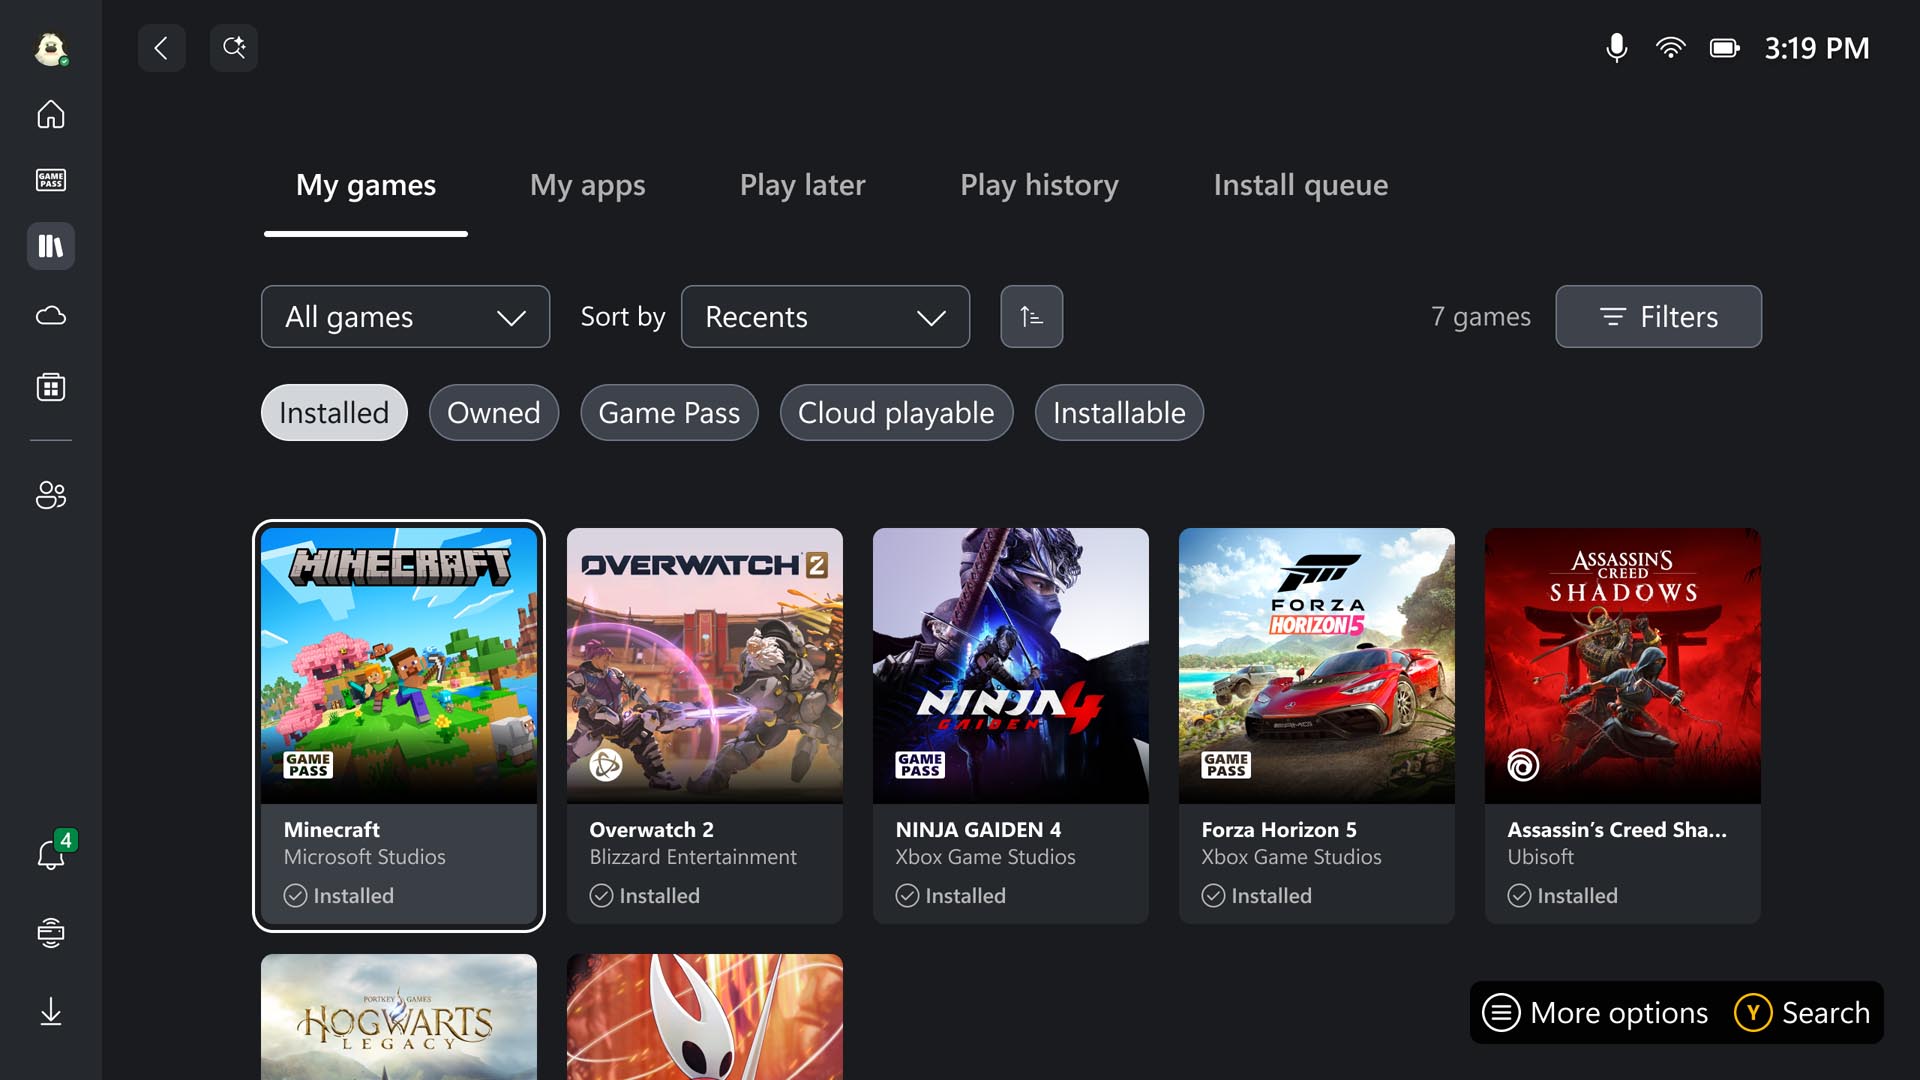 3:19 PM
GAME PASS
My games
My apps
Play later
Play history
Install queue
All games
Sort by
Recents
7 games
Filters
Installed
Owned
Game Pass
Cloud playable
Installable
MINECRAFT
GAME PASS
Minecraft
Microsoft Studios
Installed
OVERWATCH 2
Overwatch 2
Blizzard Entertainment
Installed
NINJA GAIDEN 4
GAME PASS
NINJA GAIDEN 4
Xbox Game Studios
Installed
FORZA
HORIZON 5
GAME PASS
Forza Horizon 5
Xbox Game Studios
Installed
ASSASSIN'S
CREED
SHADOWS
Assassin’s Creed Sha...
Ubisoft
Installed
4
PORTKEY GAMES
HOGWARTS
LEGACY
More options
Y
Search